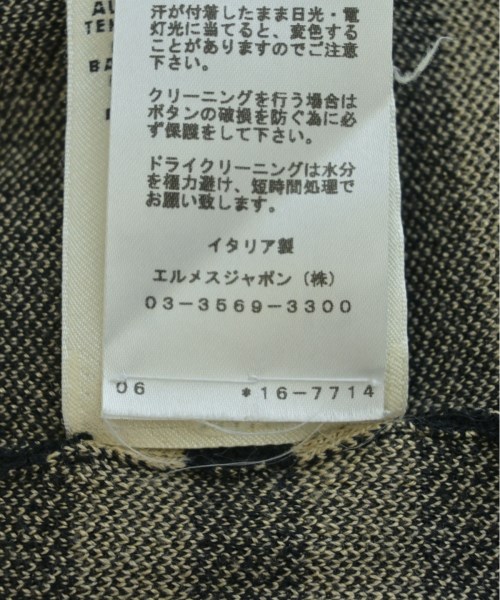 AU
TEN
BA
汗が付着したまま日光・電
灯光に当てると、変色する
ことがありますのでご注意
下さい。
クリーニングを行う場合は
ボタンの破損を防ぐ為に必
ず保護をして下さい。
ドライクリーニングは水分
を極力避け、短時間処理で
お願い致します。
イタリア製
エルメスジャポン（株）
03-3569-3300
06 *16-7714